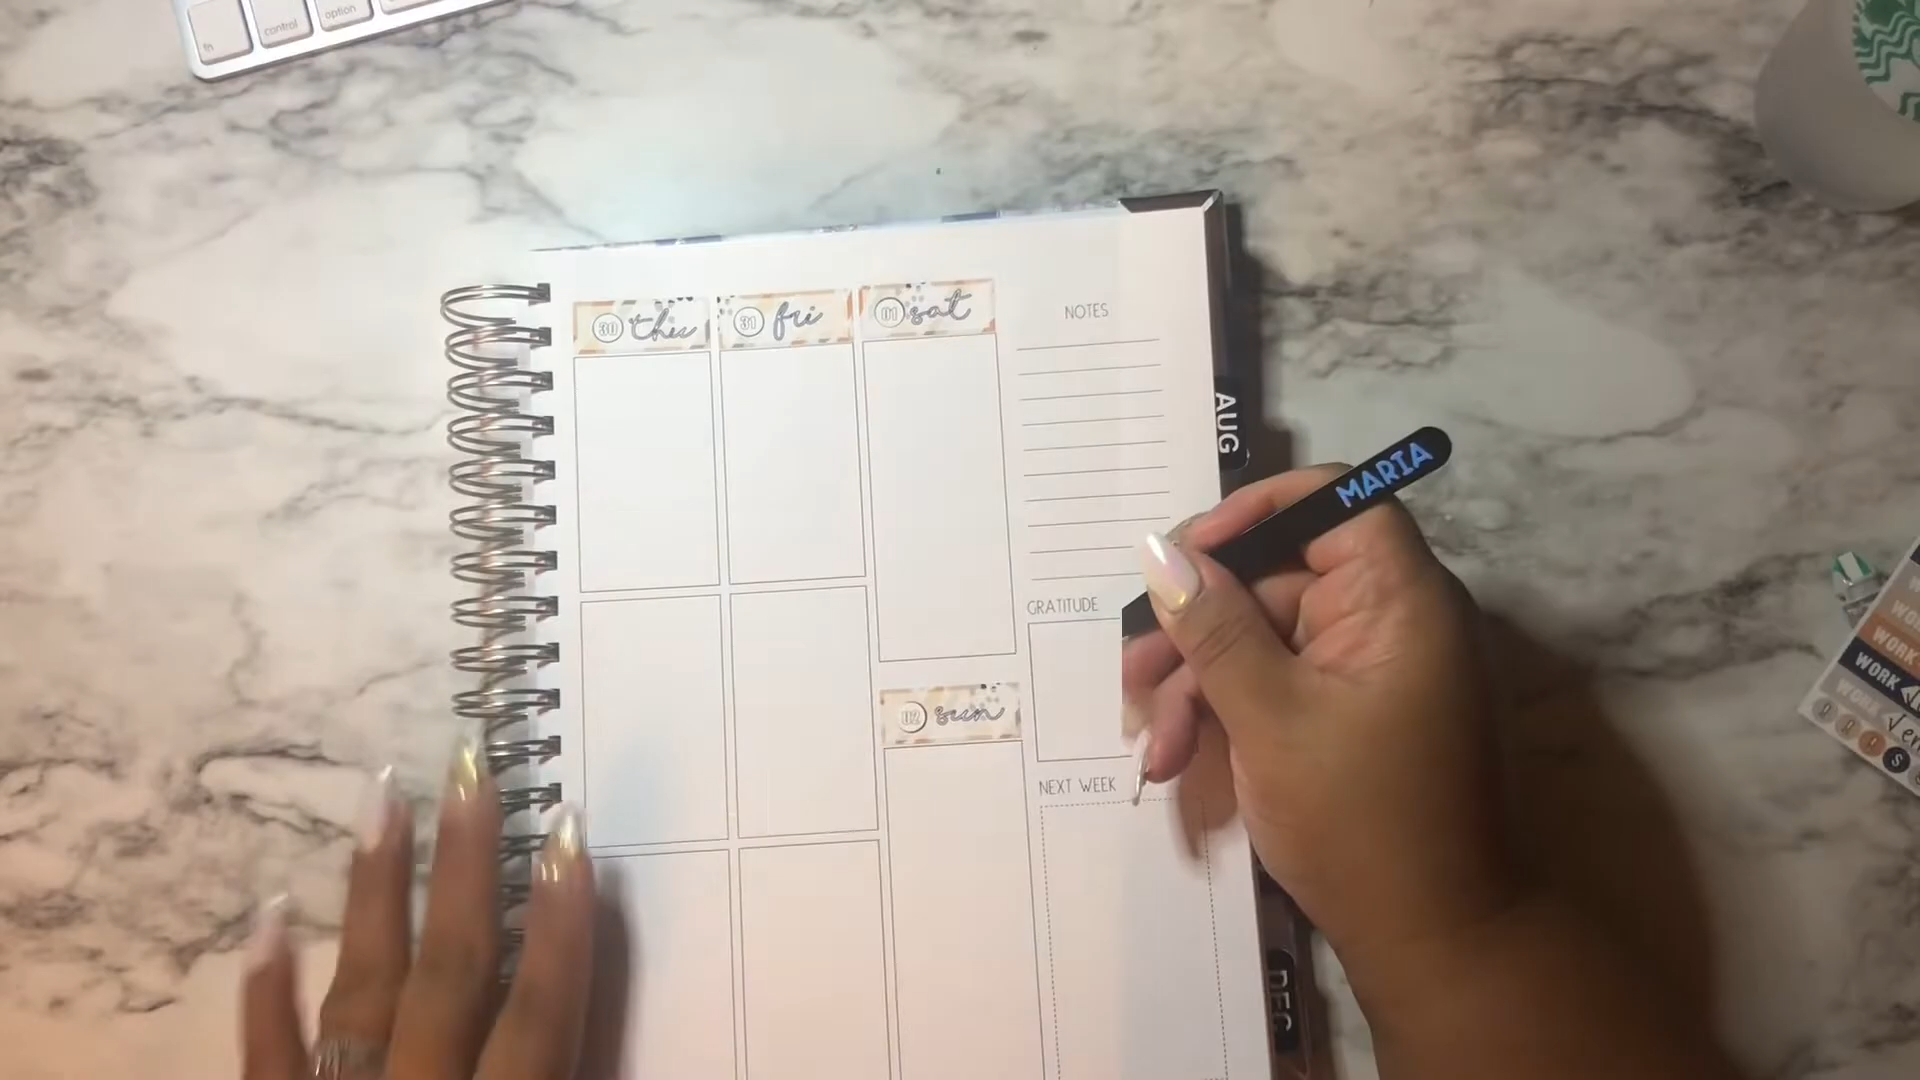 fn
control
option
30 thu
31 fri
01 sat
NOTES
AUG
MARIA
GRATITUDE
02 sun
NEXT WEEK
DEC
WORK
WORK
WORK